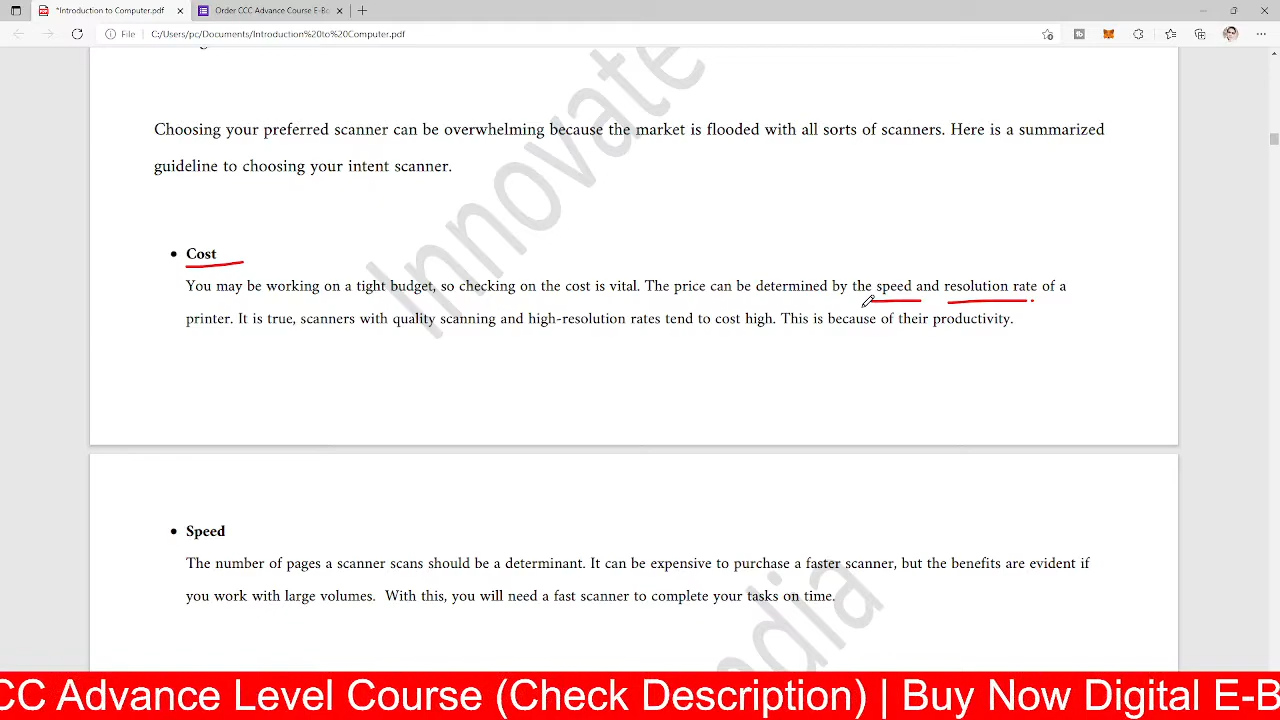 *Introduction to Computer.pdf
Order CCC Advance Course E-Bo
File
C:/Users/pc/Documents/Introduction%20to%20Computer.pdf
Innovate
Choosing your preferred scanner can be overwhelming because the market is flooded with all sorts of scanners. Here is a summarized
guideline to choosing your intent scanner.
• Cost
You may be working on a tight budget, so checking on the cost is vital. The price can be determined by the speed and resolution rate of a
printer. It is true, scanners with quality scanning and high-resolution rates tend to cost high. This is because of their productivity.
• Speed
The number of pages a scanner scans should be a determinant. It can be expensive to purchase a faster scanner, but the benefits are evident if
you work with large volumes.  With this, you will need a fast scanner to complete your tasks on time.
dia
CC Advance Level Course (Check Description) | Buy Now Digital E-B